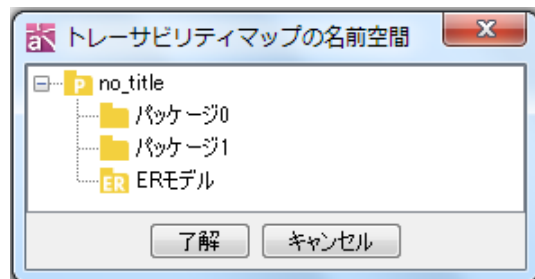 トレーサビリティマップの名前空間
no_title
パッケージ0
パッケージ1
ERモデル
了解 キャンセル